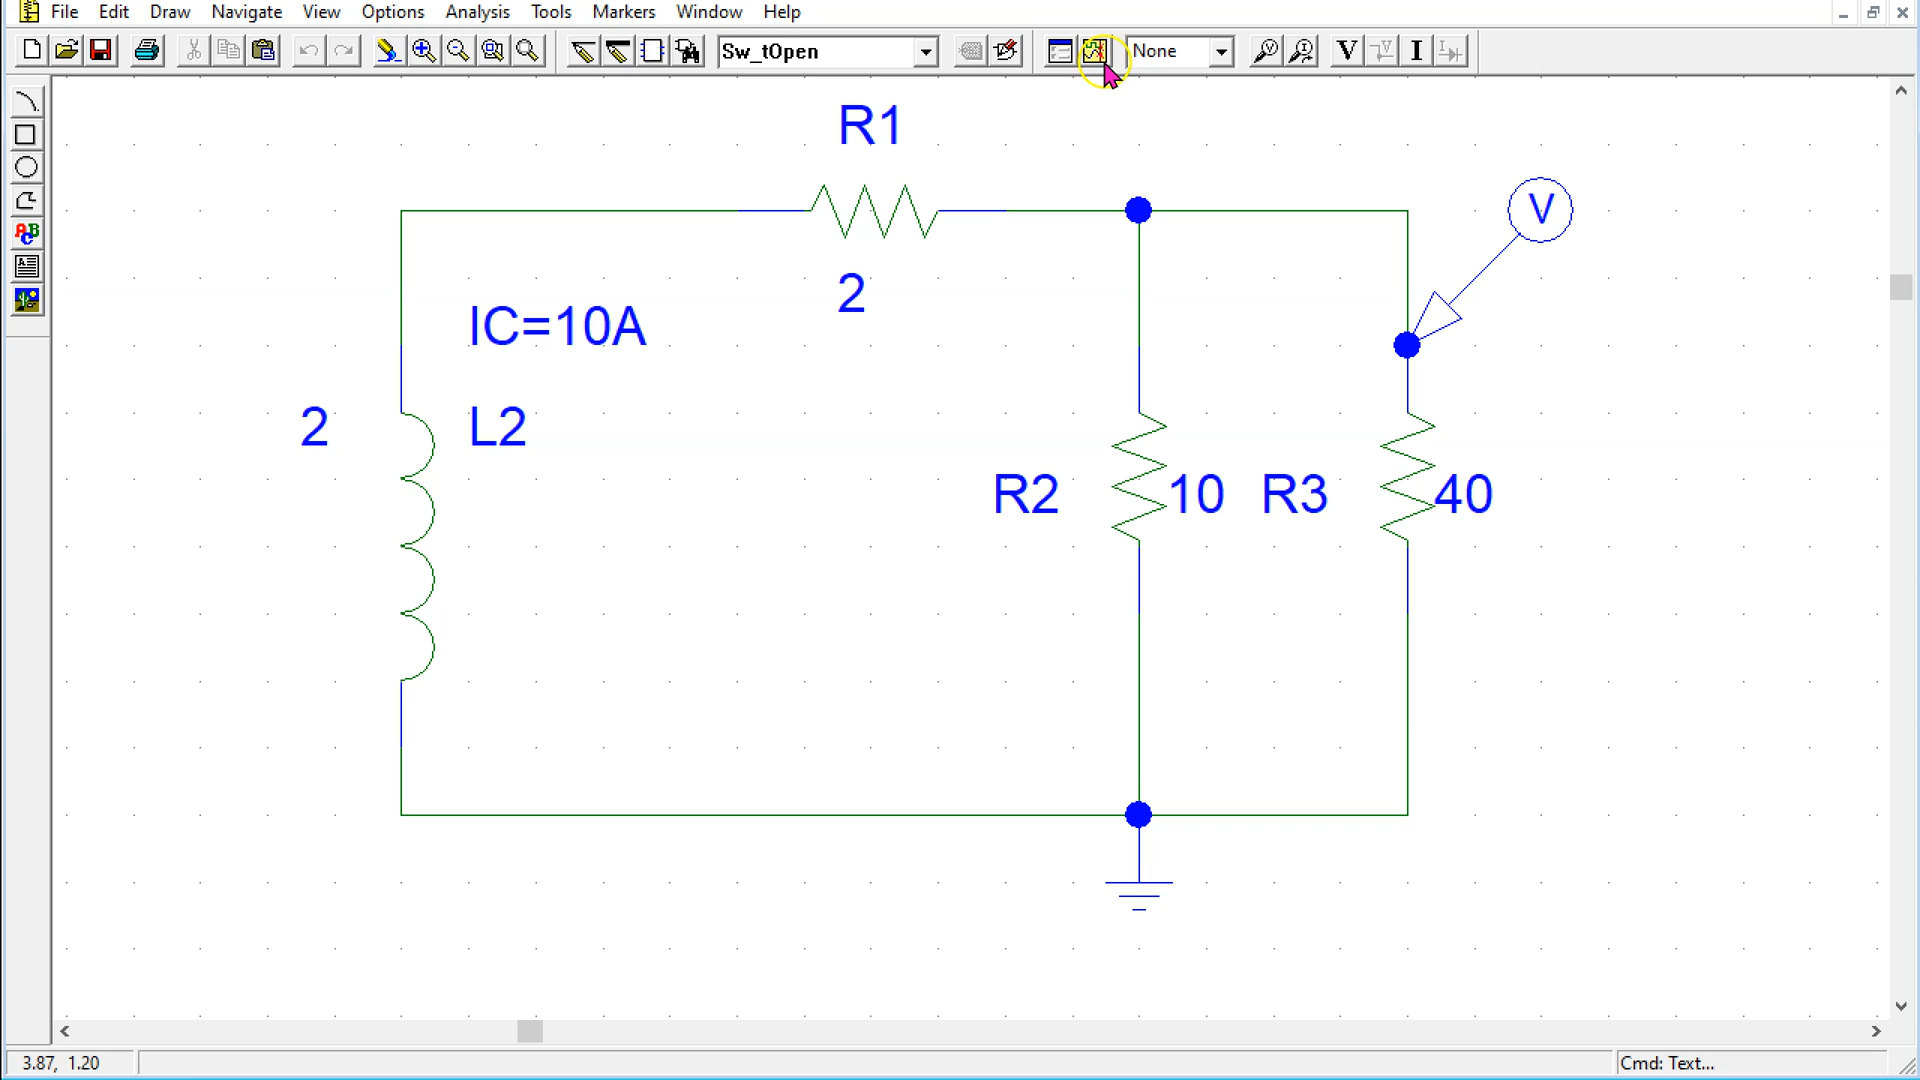 File Edit Draw Navigate View Options Analysis Tools Markers Window Help
Sw_tOpen
None
V
I
ABC
R1
V
2
IC=10A
2
L2
R2
10
R3
40
3.87, 1.20
Cmd: Text...